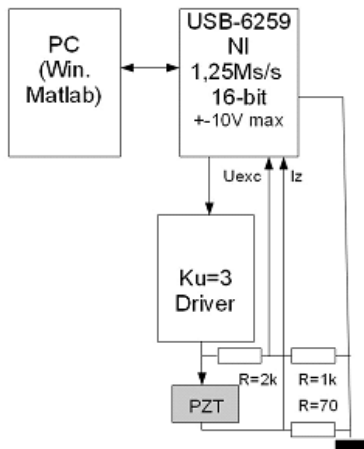 PC
(Win.
Matlab)
USB-6259
NI
1,25Ms/s
16-bit
+-10V max
Uexc
Iz
Ku=3
Driver
R=2k
R=1k
PZT
R=70